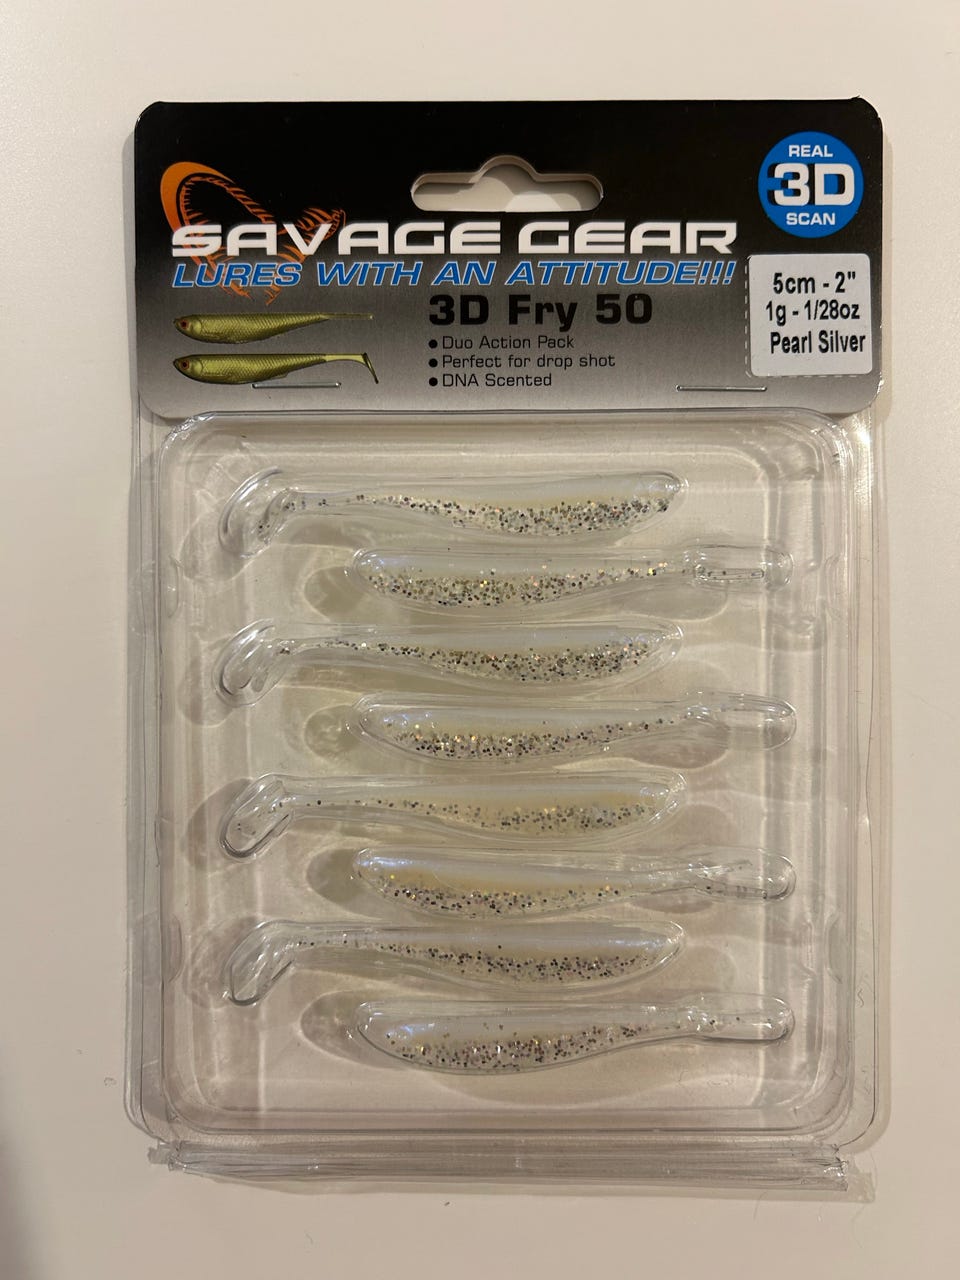 REAL
3D
SCAN
SAVAGE GEAR
LURES WITH AN ATTITUDE!!!
3D Fry 50
● Duo Action Pack
● Perfect for drop shot
● DNA Scented
5cm - 2"
1g - 1/28oz
Pearl Silver